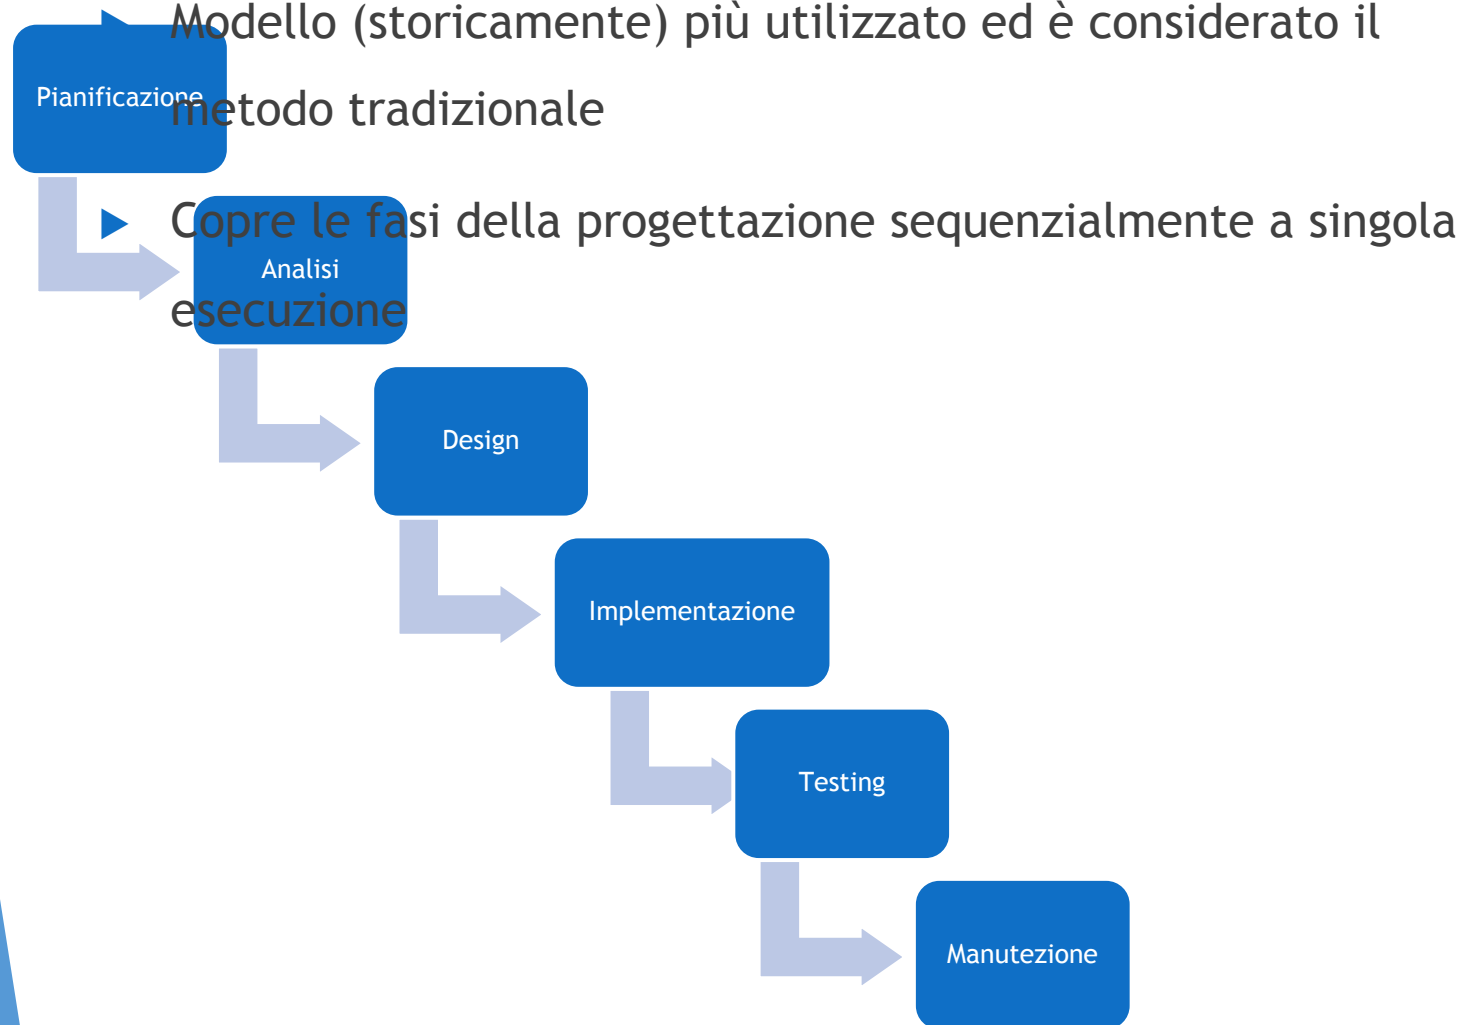 Modello (storicamente) più utilizzato ed è considerato il
metodo tradizionale
Copre le fasi della progettazione sequenzialmente a singola
esecuzione
Pianificazione
Analisi
Design
Implementazione
Testing
Manutezione